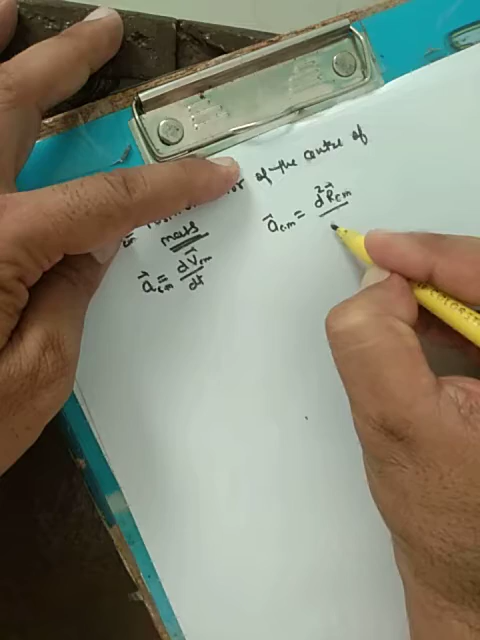 of the centre of
mass
a⃗cm = dV⃗cm/dt
a⃗cm = d²R⃗cm